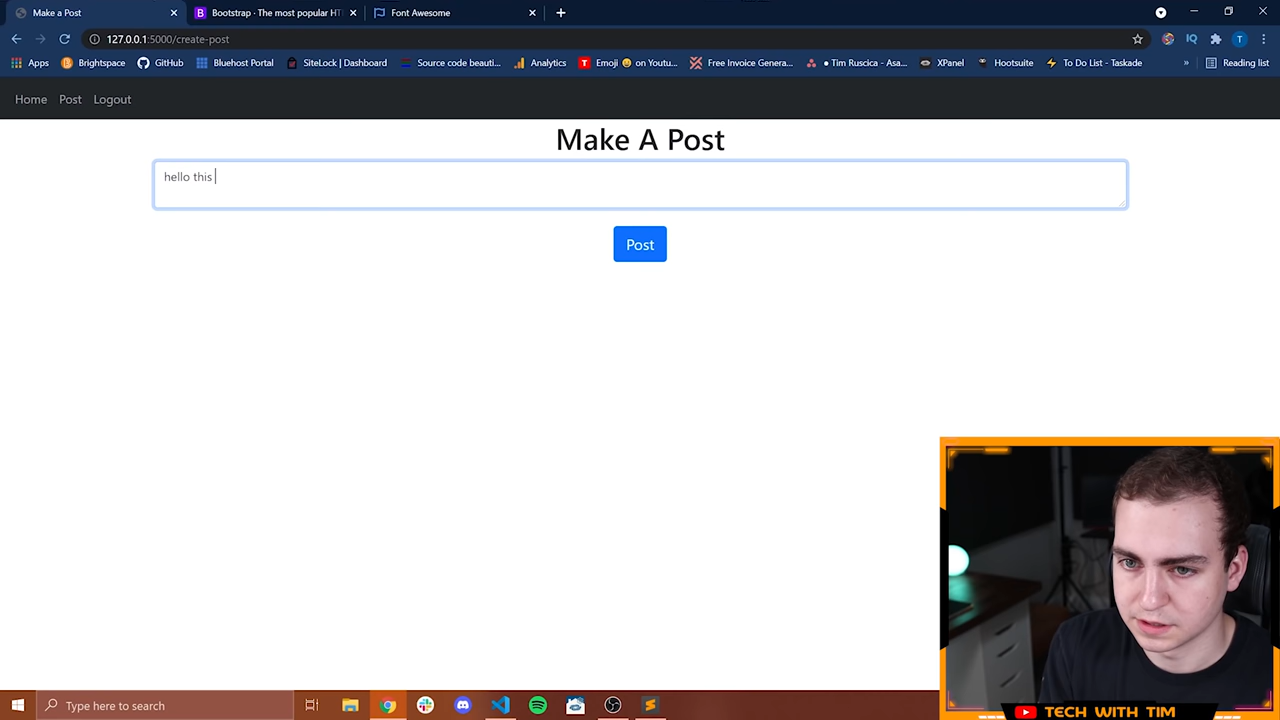 Make a Post
Bootstrap · The most popular HT
Font Awesome
127.0.0.1:5000/create-post
Apps
Brightspace
GitHub
Bluehost Portal
SiteLock | Dashboard
Source code beauti...
Analytics
Emoji 😀 on Youtu...
Free Invoice Genera...
• Tim Ruscica - Asa...
XPanel
Hootsuite
To Do List - Taskade
»
Reading list
Home Post Logout
Make A Post
hello this
Post
Type here to search
TECH WITH TIM